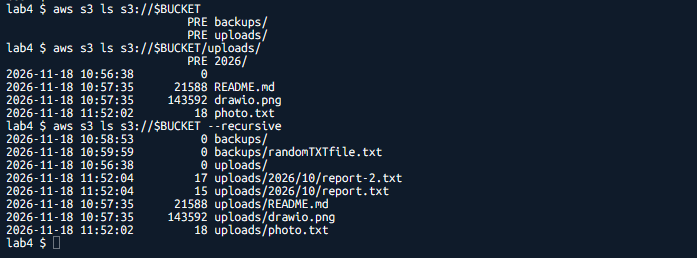 lab4 $ aws s3 ls s3://$BUCKET
                           PRE backups/
                           PRE uploads/
lab4 $ aws s3 ls s3://$BUCKET/uploads/
                           PRE 2026/
2026-11-18 10:56:38          0
2026-11-18 10:57:35      21588 README.md
2026-11-18 10:57:35     143592 drawio.png
2026-11-18 11:52:02         18 photo.txt
lab4 $ aws s3 ls s3://$BUCKET --recursive
2026-11-18 10:58:53          0 backups/
2026-11-18 10:59:59          0 backups/randomTXTfile.txt
2026-11-18 10:56:38          0 uploads/
2026-11-18 11:52:04         17 uploads/2026/10/report-2.txt
2026-11-18 11:52:04         15 uploads/2026/10/report.txt
2026-11-18 10:57:35      21588 uploads/README.md
2026-11-18 10:57:35     143592 uploads/drawio.png
2026-11-18 11:52:02         18 uploads/photo.txt
lab4 $